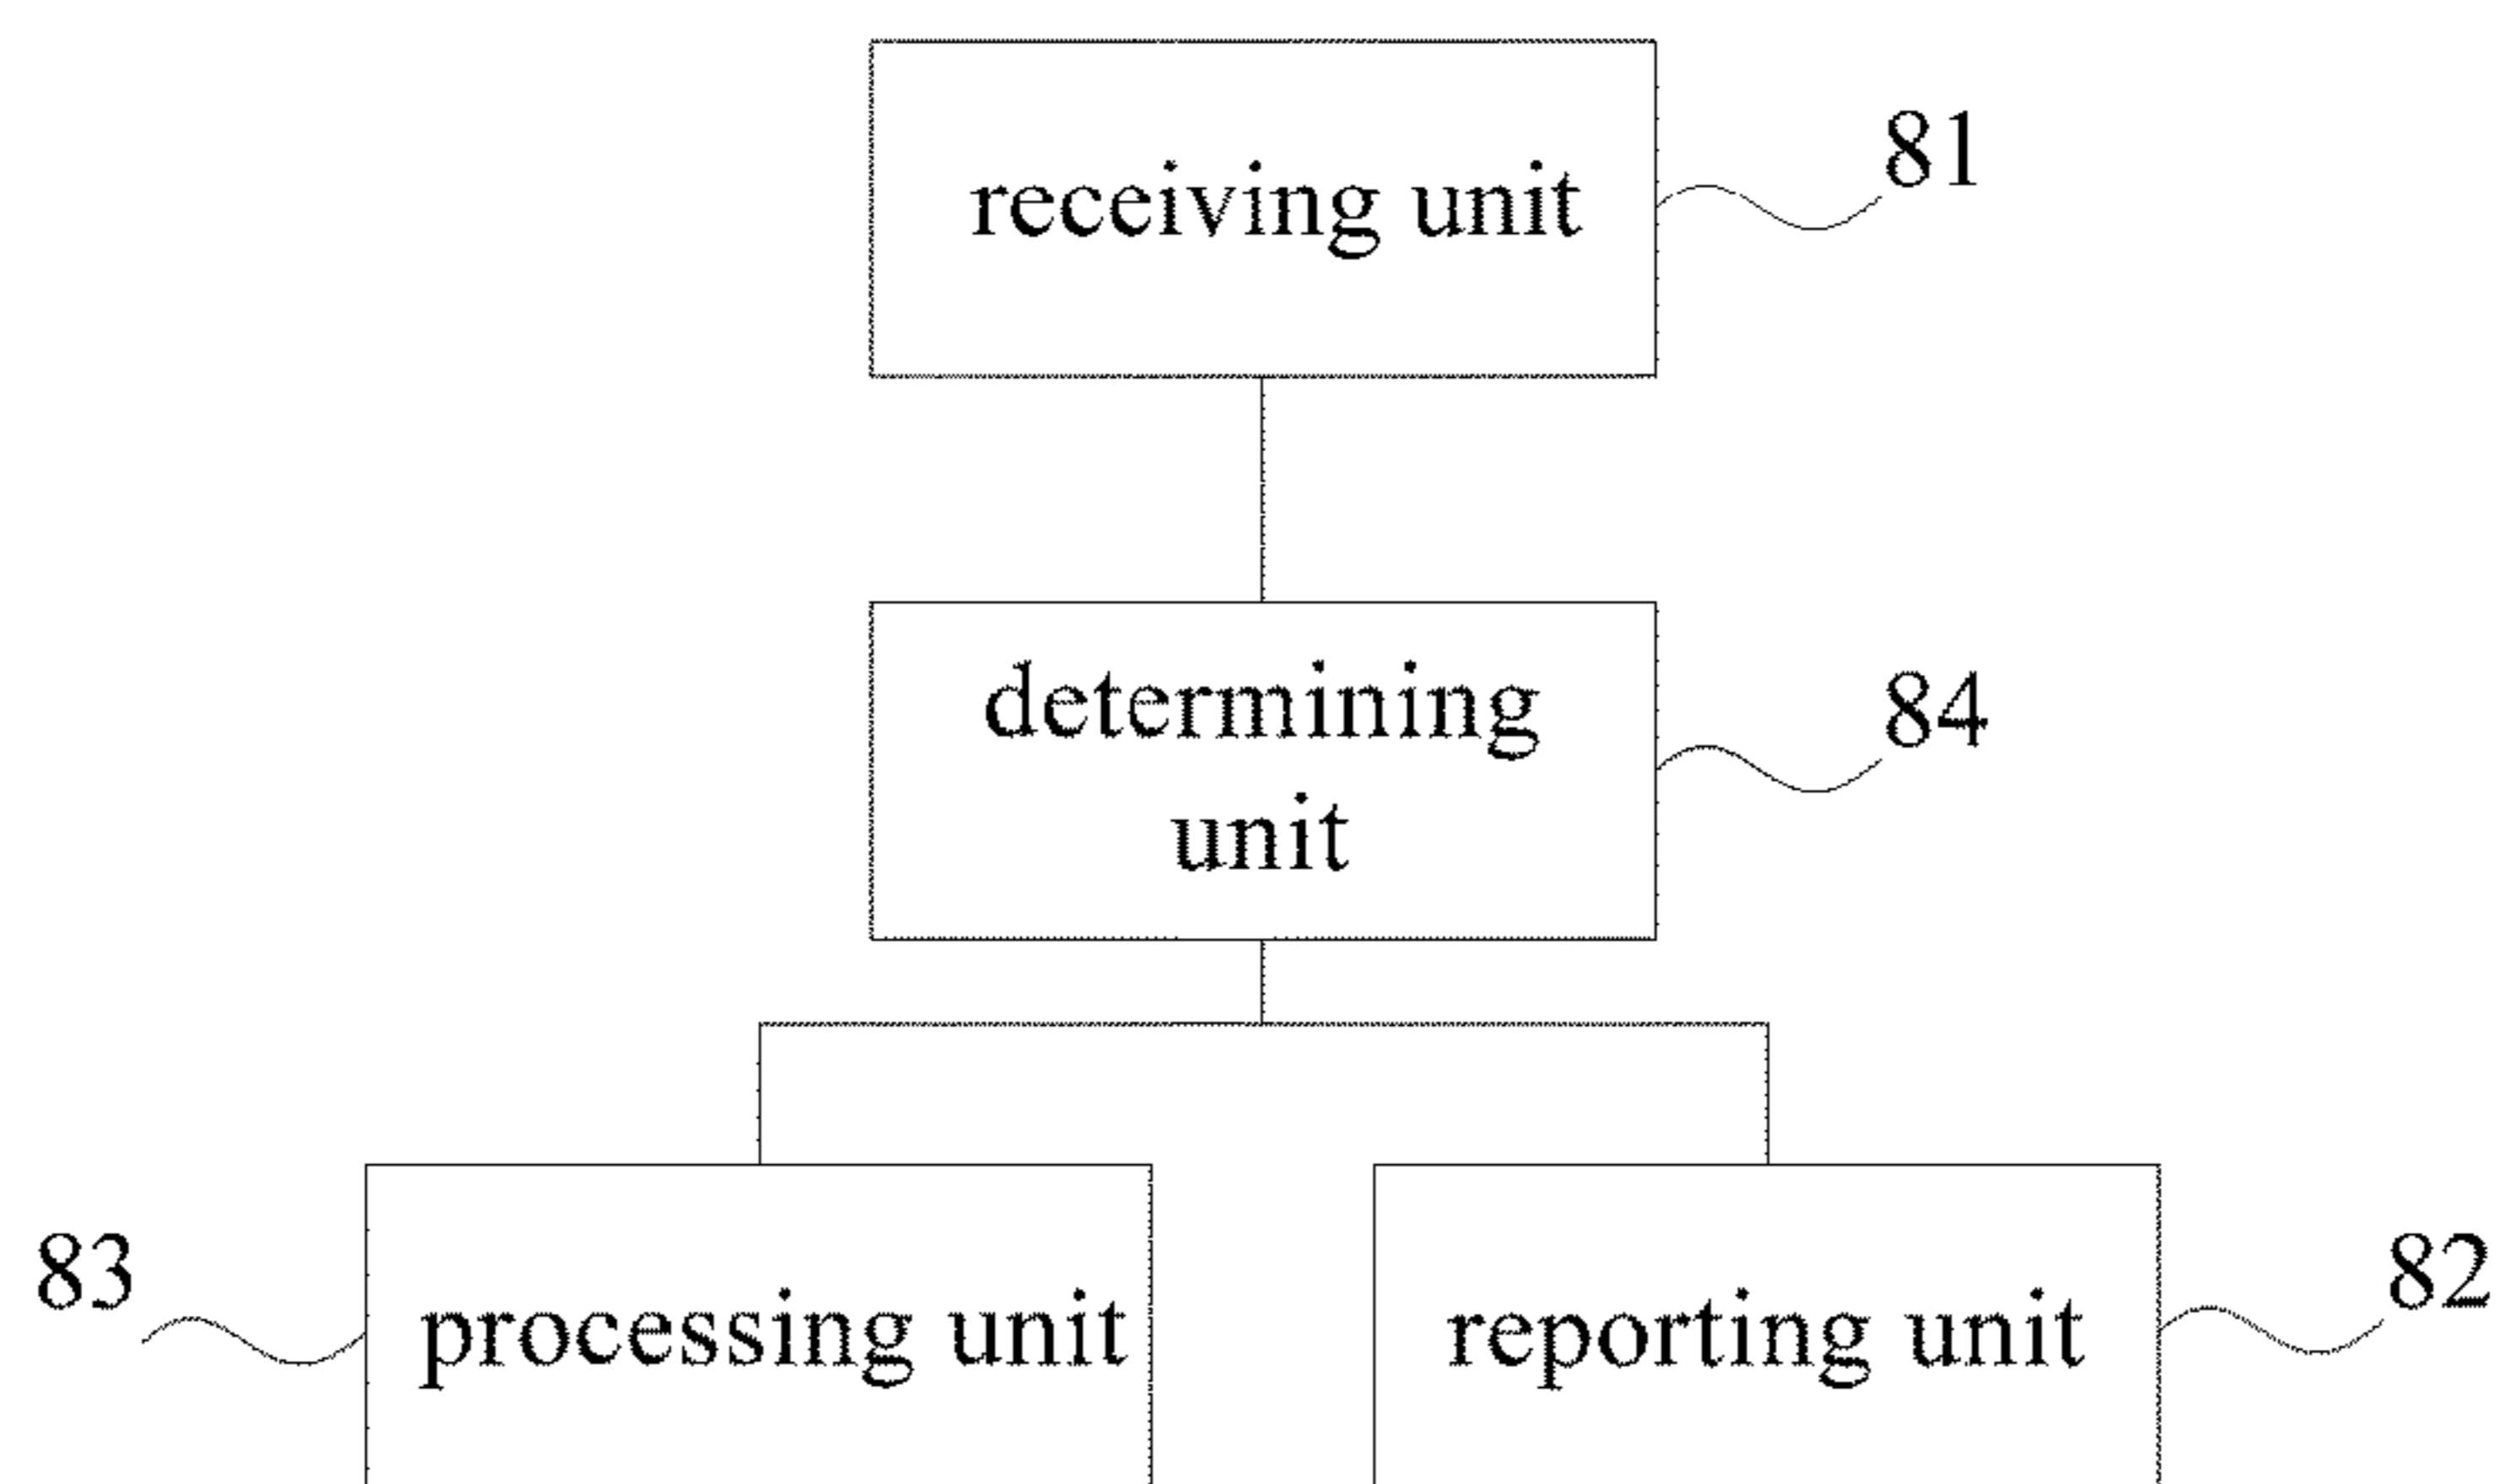 receiving unit
81
determining
unit
84
83
processing unit
reporting unit
82